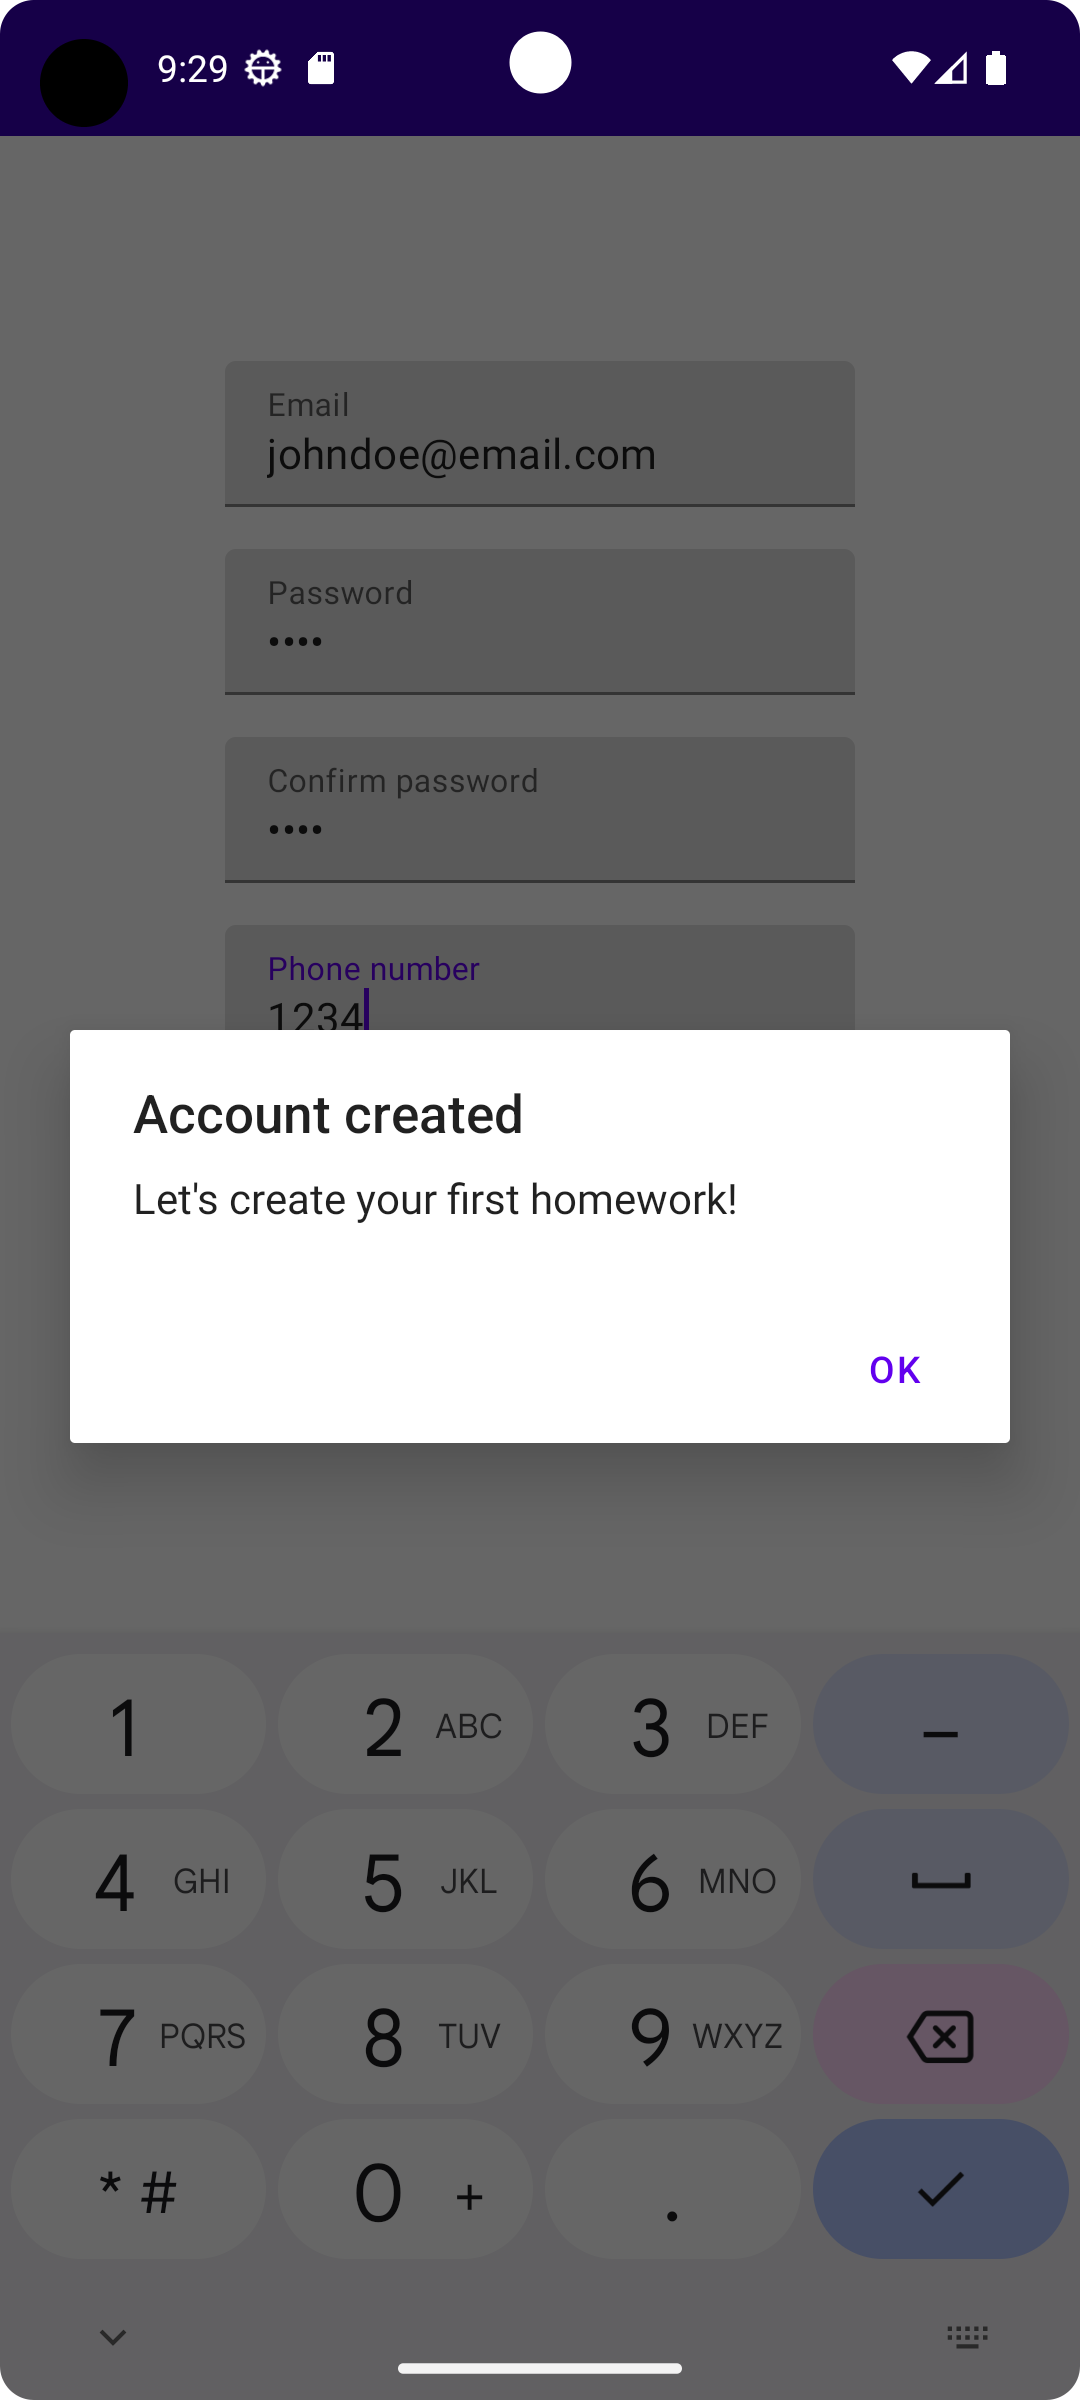 9:29
Email
johndoe@email.com
Password
••••
Confirm password
••••
Phone number
1234
Account created
Let's create your first homework!
OK
1
2 ABC
3 DEF
–
4 GHI
5 JKL
6 MNO
7 PQRS
8 TUV
9 WXYZ
* #
0 +
.